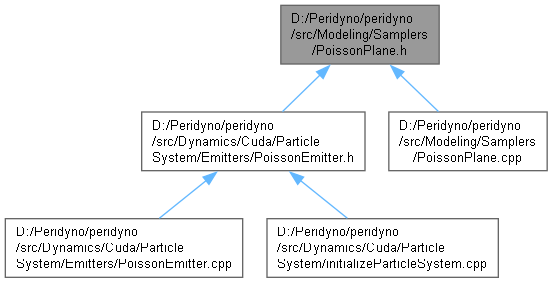 D:/Peridyno/peridyno
/src/Modeling/Samplers
/PoissonPlane.h
D:/Peridyno/peridyno
/src/Dynamics/Cuda/Particle
System/Emitters/PoissonEmitter.h
D:/Peridyno/peridyno
/src/Modeling/Samplers
/PoissonPlane.cpp
D:/Peridyno/peridyno
/src/Dynamics/Cuda/Particle
System/Emitters/PoissonEmitter.cpp
D:/Peridyno/peridyno
/src/Dynamics/Cuda/Particle
System/initializeParticleSystem.cpp